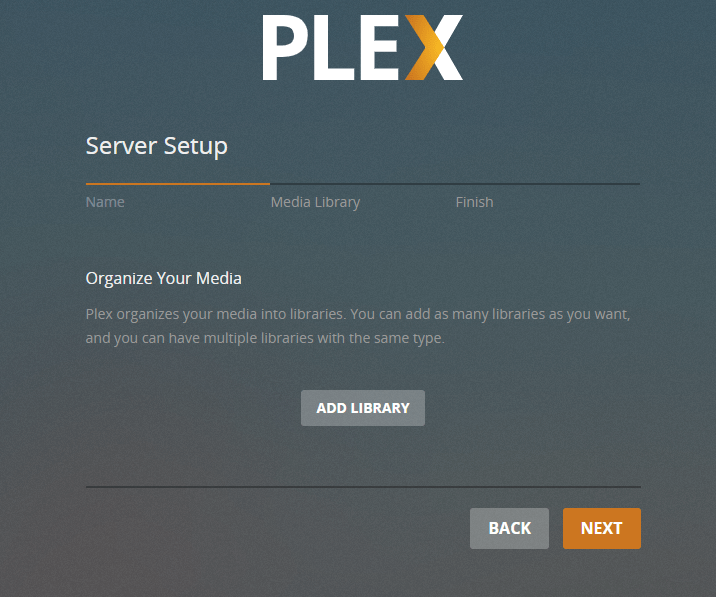 PLEX
Server Setup
Name
Media Library
Finish
Organize Your Media
Plex organizes your media into libraries. You can add as many libraries as you want,
and you can have multiple libraries with the same type.
ADD LIBRARY
BACK
NEXT